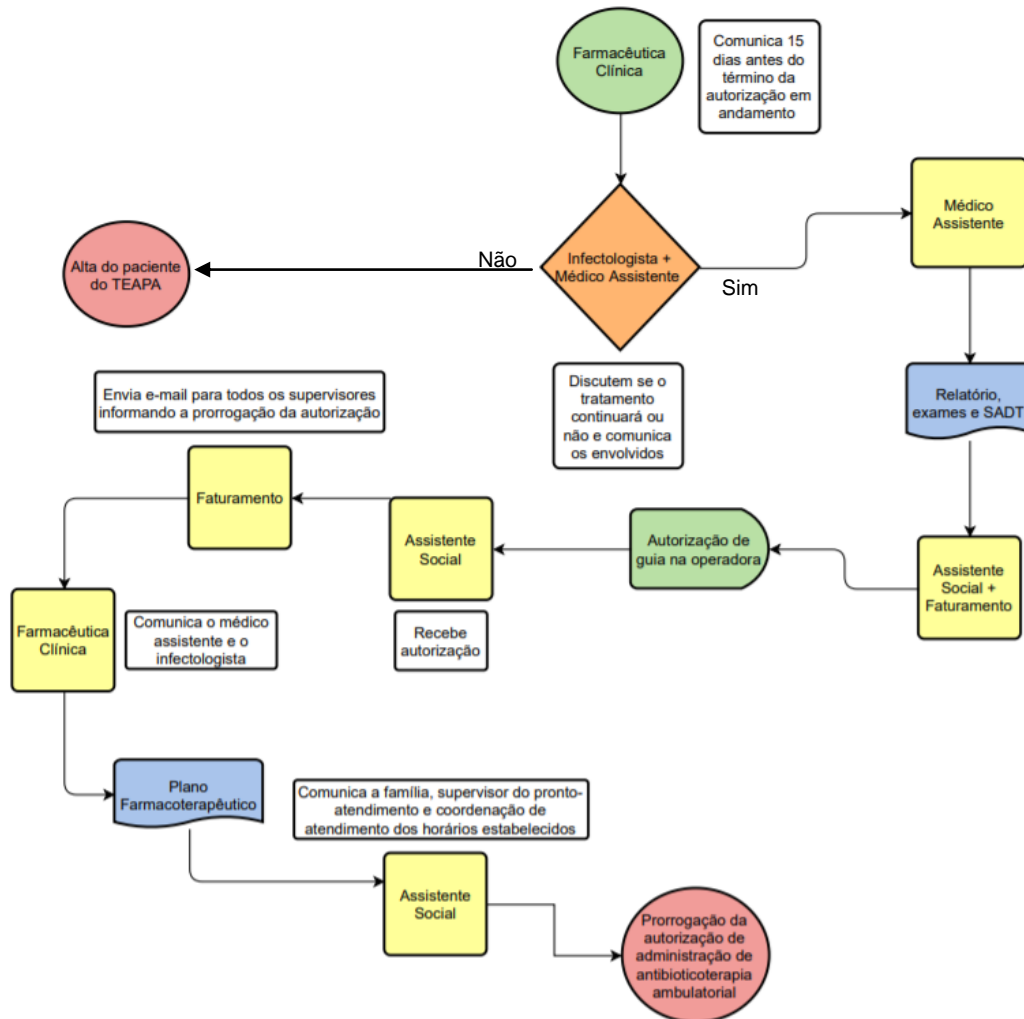 Farmacêutica
Clínica
Comunica 15
dias antes do
término da
autorização em
andamento
Médico
Assistente
Alta do paciente
do TEAPA
Não
Infectologista +
Médico Assistente
Sim
Envia e-mail para todos os supervisores
informando a prorrogação da autorização
Discutem se o
tratamento
continuará ou
não e comunica
os envolvidos
Relatório,
exames e SADT
Faturamento
Assistente
Social
Autorização de
guia na operadora
Assistente
Social +
Faturamento
Farmacêutica
Clínica
Comunica o médico
assistente e o
infectologista
Recebe
autorização
Plano
Farmacoterapêutico
Comunica a família, supervisor do pronto-
atendimento e coordenação de
atendimento dos horários estabelecidos
Assistente
Social
Prorrogação da
autorização de
administração de
antibioticoterapia
ambulatorial